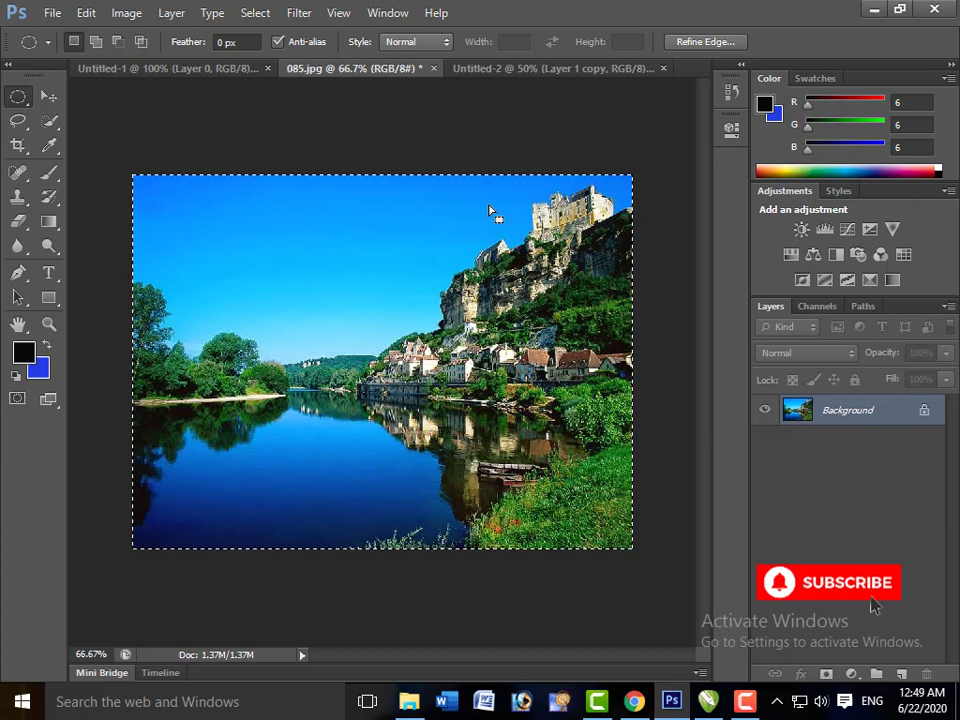 Ps File Edit Image Layer Type Select Filter View Window Help
Feather: 0 px Anti-alias Style: Normal Width: Height: Refine Edge...
Untitled-1 @ 100% (Layer 0, RGB/8)... × 085.jpg @ 66.7% (RGB/8#) * × Untitled-2 @ 50% (Layer 1 copy, RGB/8)... ×
Color Swatches
R 6
G 6
B 6
Adjustments Styles
Add an adjustment
Layers Channels Paths
Kind
Normal Opacity: 100%
Lock: Fill: 100%
Background
SUBSCRIBE
Activate Windows
Go to Settings to activate Windows.
66.67% Doc: 1.37M/1.37M
Mini Bridge Timeline
Search the web and Windows
ENG
12:49 AM
6/22/2020